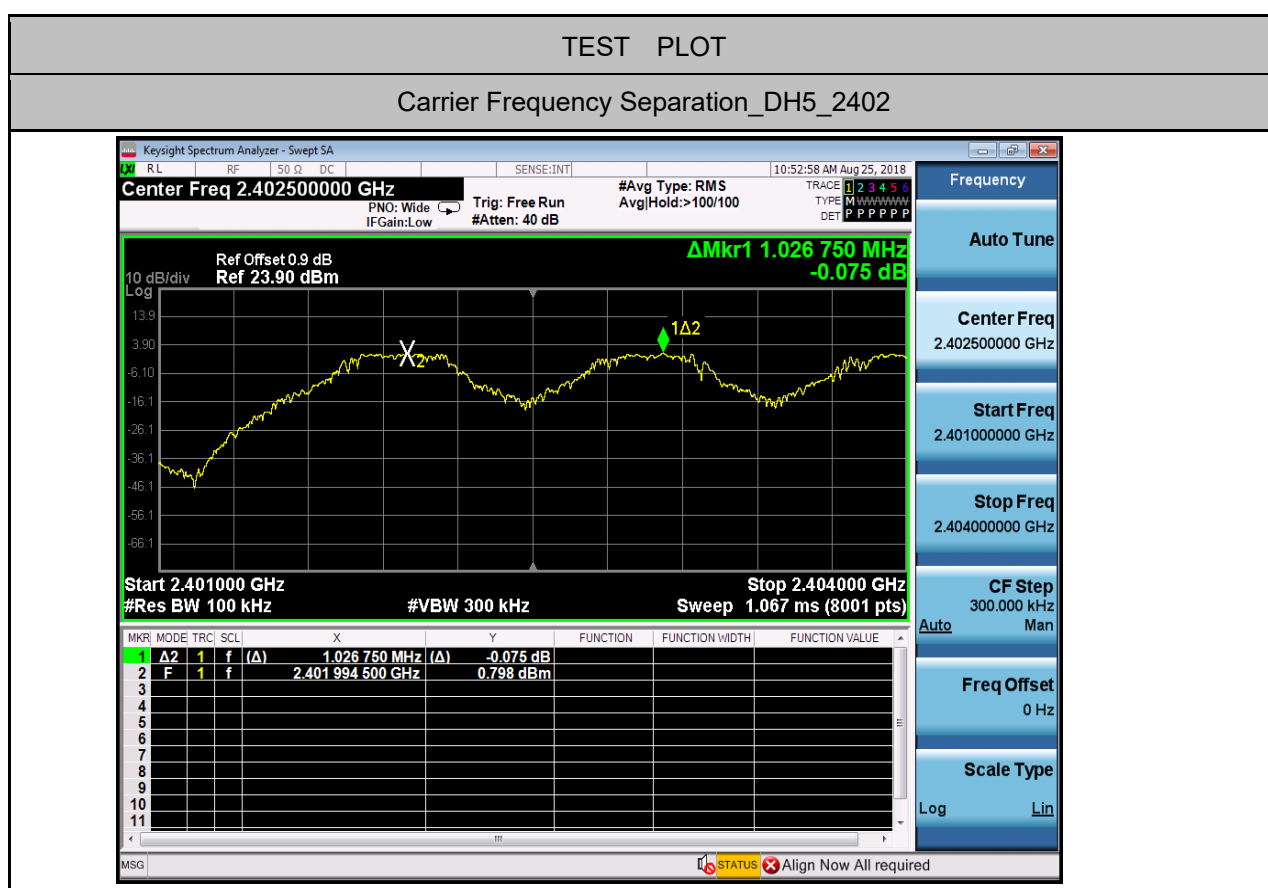 TEST PLOT
Carrier Frequency Separation_DH5_2402
Keysight Spectrum Analyzer - Swept SA
LXI RL RF 50 Ω DC SENSE:INT 10:52:58 AM Aug 25, 2018
Center Freq 2.402500000 GHz
PNO: Wide
IFGain:Low
Trig: Free Run
#Atten: 40 dB
#Avg Type: RMS
Avg|Hold:>100/100
TRACE 1 2 3 4 5 6
TYPE M W W W W W
DET P P P P P P
Frequency
Auto Tune
Center Freq
2.402500000 GHz
Start Freq
2.401000000 GHz
Stop Freq
2.404000000 GHz
CF Step
300.000 kHz
Auto Man
Freq Offset
0 Hz
Scale Type
Log Lin
ΔMkr1 1.026 750 MHz
-0.075 dB
Ref Offset 0.9 dB
10 dB/div Ref 23.90 dBm
Log
13.9
3.90
-6.10
-16.1
-26.1
-36.1
-46.1
-56.1
-66.1
1Δ2
2
Start 2.401000 GHz Stop 2.404000 GHz
#Res BW 100 kHz #VBW 300 kHz Sweep 1.067 ms (8001 pts)
MKR MODE TRC SCL X Y FUNCTION FUNCTION WIDTH FUNCTION VALUE
1 Δ2 1 f (Δ) 1.026 750 MHz (Δ) -0.075 dB
2 F 1 f 2.401 994 500 GHz 0.798 dBm
3
4
5
6
7
8
9
10
11
MSG STATUS Align Now All required